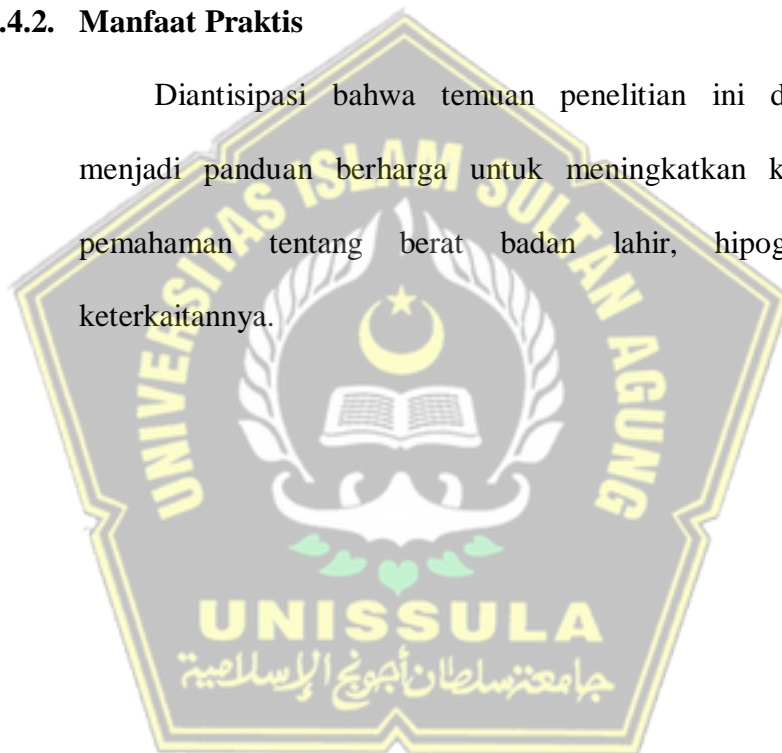 .4.2. Manfaat Praktis
Diantisipasi bahwa temuan penelitian ini d
menjadi panduan berharga untuk meningkatkan k
pemahaman tentang berat badan lahir, hipog
keterkaitannya.
UNIVERSITAS ISLAM SULTAN AGUNG
UNISSULA
جامعة سلطان أجونج الإسلامية